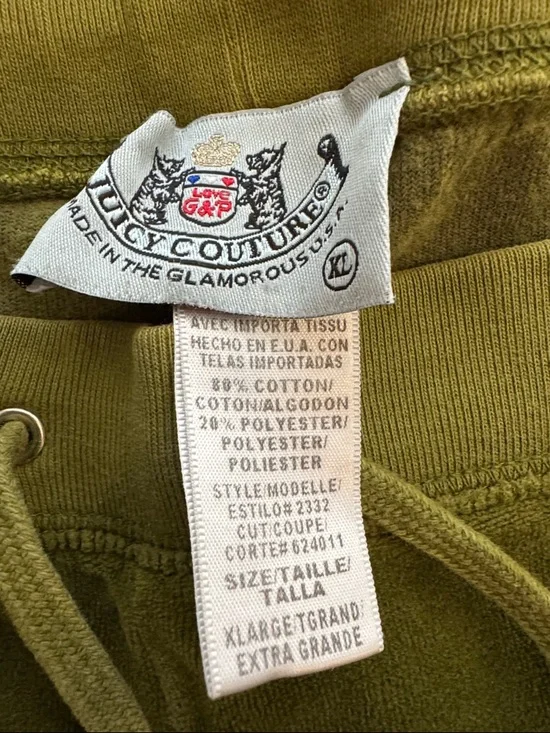 Love
G&P
JUICY COUTURE®
MADE IN THE GLAMOROUS U.S.A.
XL
AVEC IMPORTA TISSU
HECHO EN E.U.A. CON
TELAS IMPORTADAS
80% COTTON/
COTON/ALGODON
20% POLYESTER/
POLYESTER/
POLIESTER
STYLE/MODELLE/
ESTILO#2332
CUT/COUPE/
CORTE#624011
SIZE/TAILLE/
TALLA
XLARGE/TGRAND/
EXTRA GRANDE